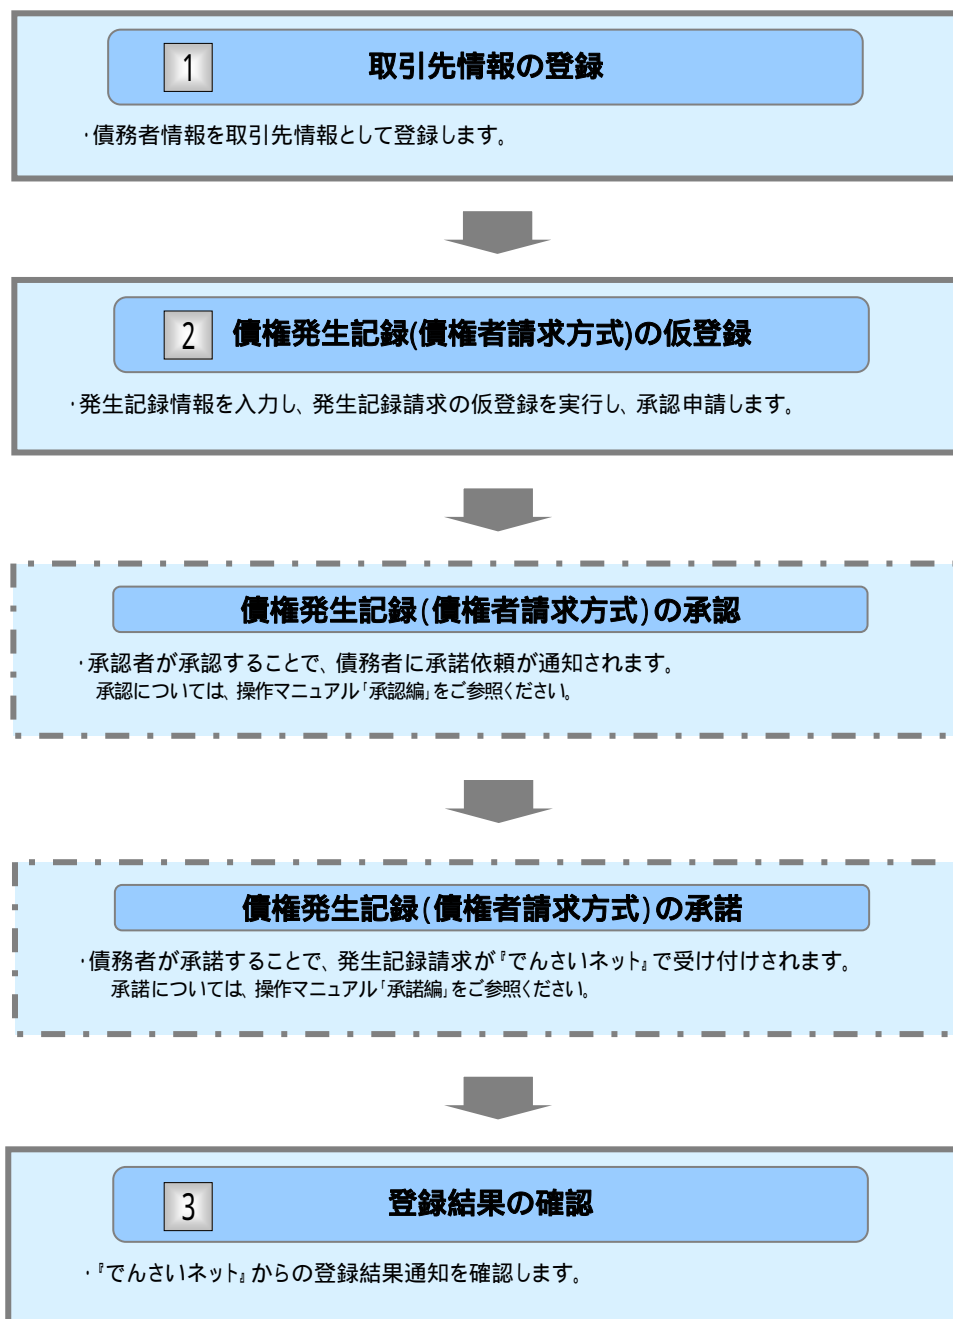 1 取引先情報の登録
・債務者情報を取引先情報として登録します。
2 債権発生記録(債権者請求方式)の仮登録
・発生記録情報を入力し、発生記録請求の仮登録を実行し、承認申請します。
債権発生記録(債権者請求方式)の承認
・承認者が承認することで、債務者に承諾依頼が通知されます。
承認については、操作マニュアル「承認編」をご参照ください。
債権発生記録(債権者請求方式)の承諾
・債務者が承諾することで、発生記録請求が『でんさいネット』で受け付けされます。
承諾については、操作マニュアル「承諾編」をご参照ください。
3 登録結果の確認
・『でんさいネット』からの登録結果通知を確認します。